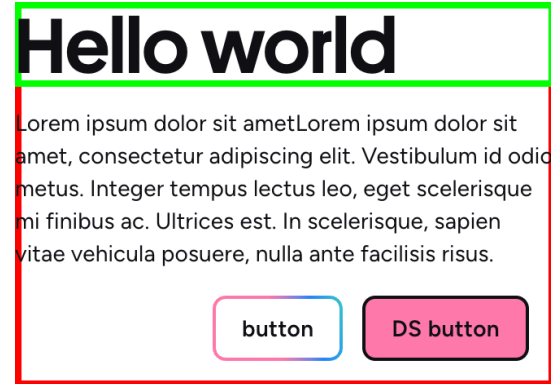 Hello world
Lorem ipsum dolor sit ametLorem ipsum dolor sit
amet, consectetur adipiscing elit. Vestibulum id odio
metus. Integer tempus lectus leo, eget scelerisque
mi finibus ac. Ultrices est. In scelerisque, sapien
vitae vehicula posuere, nulla ante facilisis risus.
button
DS button